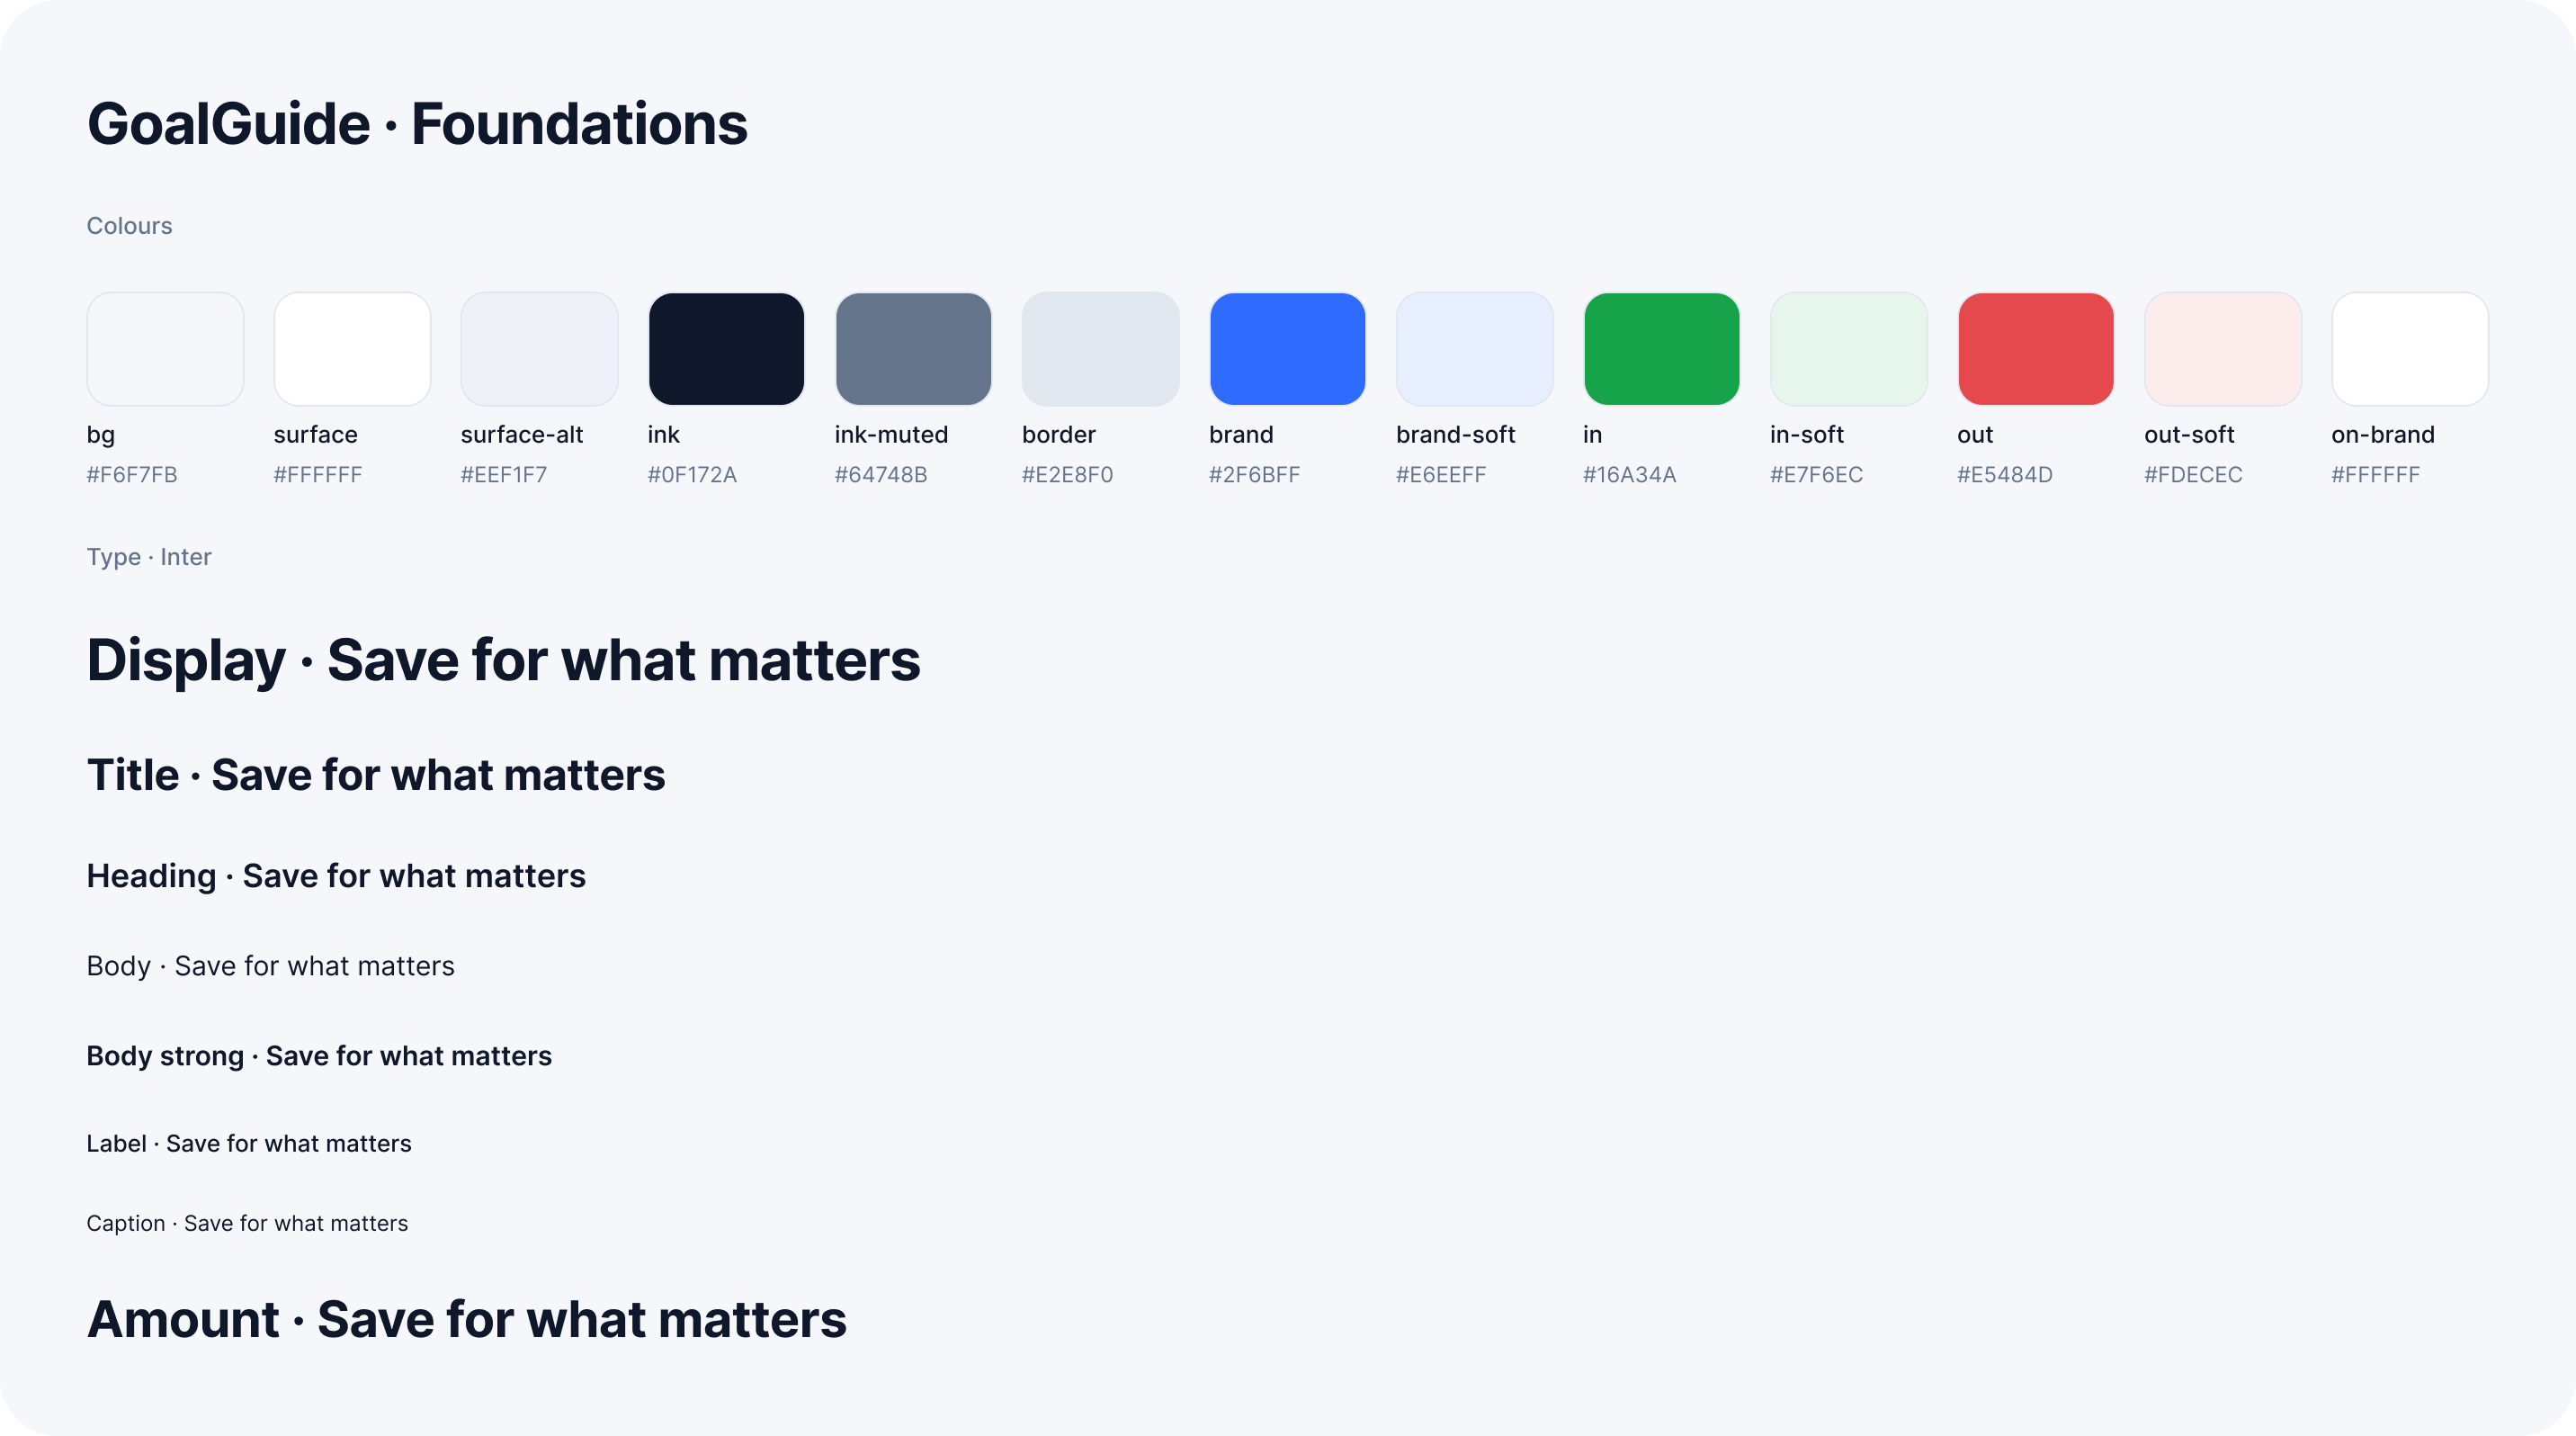 GoalGuide · Foundations
Colours
bg
surface
surface-alt
ink
ink-muted
border
brand
brand-soft
in
in-soft
out
out-soft
on-brand
#F6F7FB
#FFFFFF
#EEF1F7
#0F172A
#64748B
#E2E8F0
#2F6BFF
#E6EEFF
#16A34A
#E7F6EC
#E5484D
#FDECEC
#FFFFFF
Type · Inter
Display · Save for what matters
Title · Save for what matters
Heading · Save for what matters
Body · Save for what matters
Body strong · Save for what matters
Label · Save for what matters
Caption · Save for what matters
Amount · Save for what matters